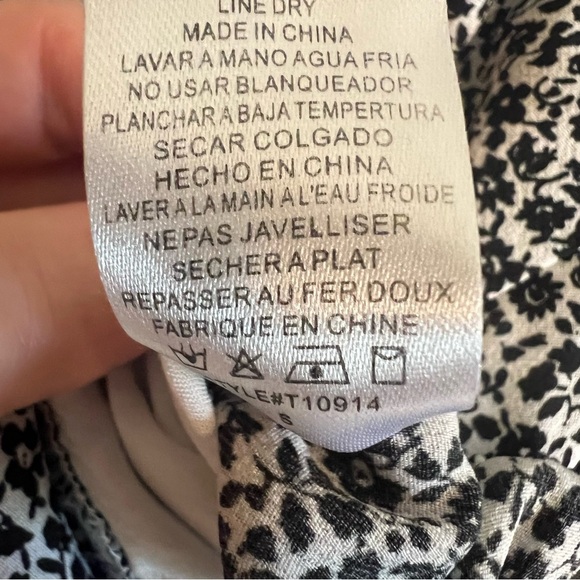 LINE DRY
MADE IN CHINA
LAVAR A MANO AGUA FRIA
NO USAR BLANQUEADOR
PLANCHAR A BAJA TEMPERTURA
SECAR COLGADO
HECHO EN CHINA
LAVER A LA MAIN A L'EAU FROIDE
NE PAS JAVELLISER
SECHER A PLAT
REPASSER AU FER DOUX
FABRIQUE EN CHINE
STYLE#T10914